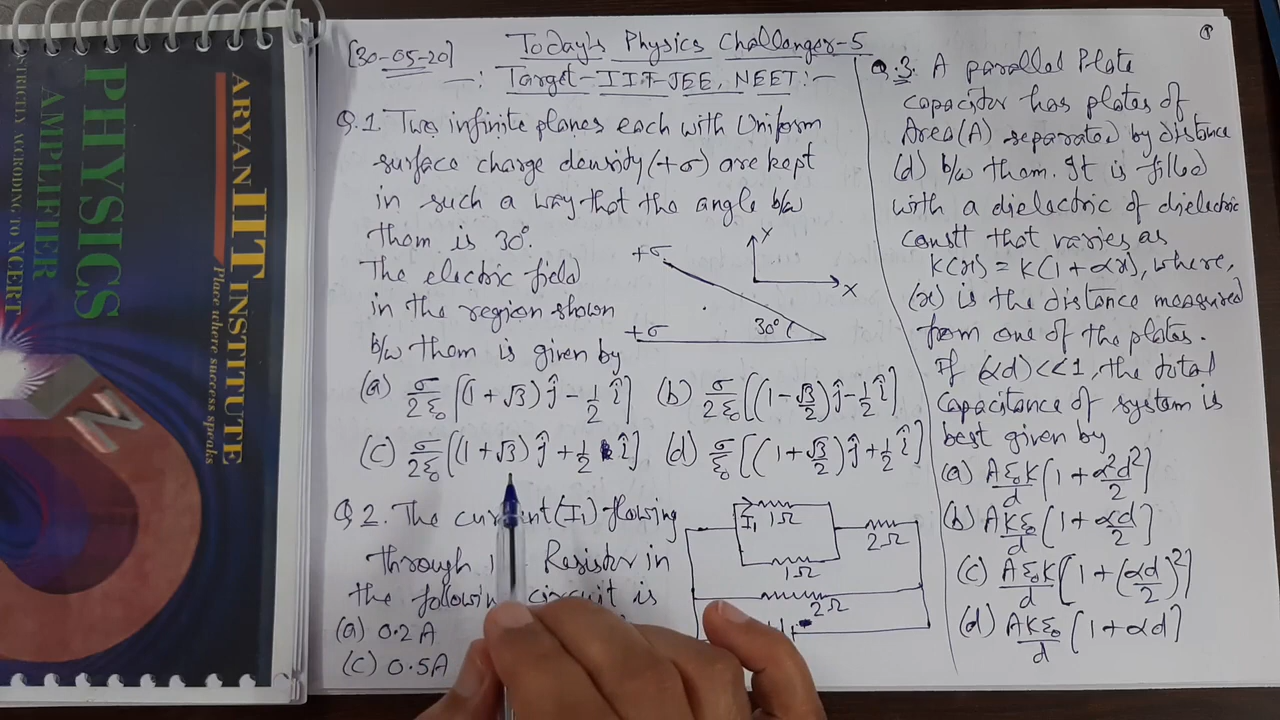 PHYSICS
AMPLIFIER
STRICTLY ACCRODING TO NCERT
ARYAN IIT INSTITUTE
Place where success speaks
[30-05-20]
Today's Physics Challenger-5
-: Target-IIT-JEE, NEET:-
Q.1. Two infinite planes each with Uniform
surface charge density (+σ) are kept
in such a way that the angle b/w
them is 30°.
The electric field
in the region shown
b/w them is given by
+σ
+σ
30°
Y
X
(a) σ/2ε₀ [(1 + √3) ĵ - 1/2 î]
(b) σ/2ε₀ [(1 - √3/2) ĵ - 1/2 î]
(c) σ/2ε₀ [(1 + √3) ĵ + 1/2 î]
(d) σ/ε₀ [(1 + √3/2) ĵ + 1/2 î]
Q.2. The current (I₁) flowing
through 1 Resistor in
the following circuit is
(a) 0.2 A
(c) 0.5A
I₁
1Ω
1Ω
2Ω
2Ω
Q.3. A parallel Plate
capacitor has plates of
Area(A) separated by distance
(d) b/w them. It is filled
with a dielectric of dielectric
constt that varies as
K(x) = K(1 + αx), where,
(x) is the distance measured
from one of the plates.
If (αd) <<1, the total
capacitance of system is
best given by
(a) Aε₀K/d [1 + α²d²/2]
(b) AKε₀/d [1 + αd/2]
(c) Aε₀K/d [1 + (αd/2)²]
(d) AKε₀/d [1 + αd]